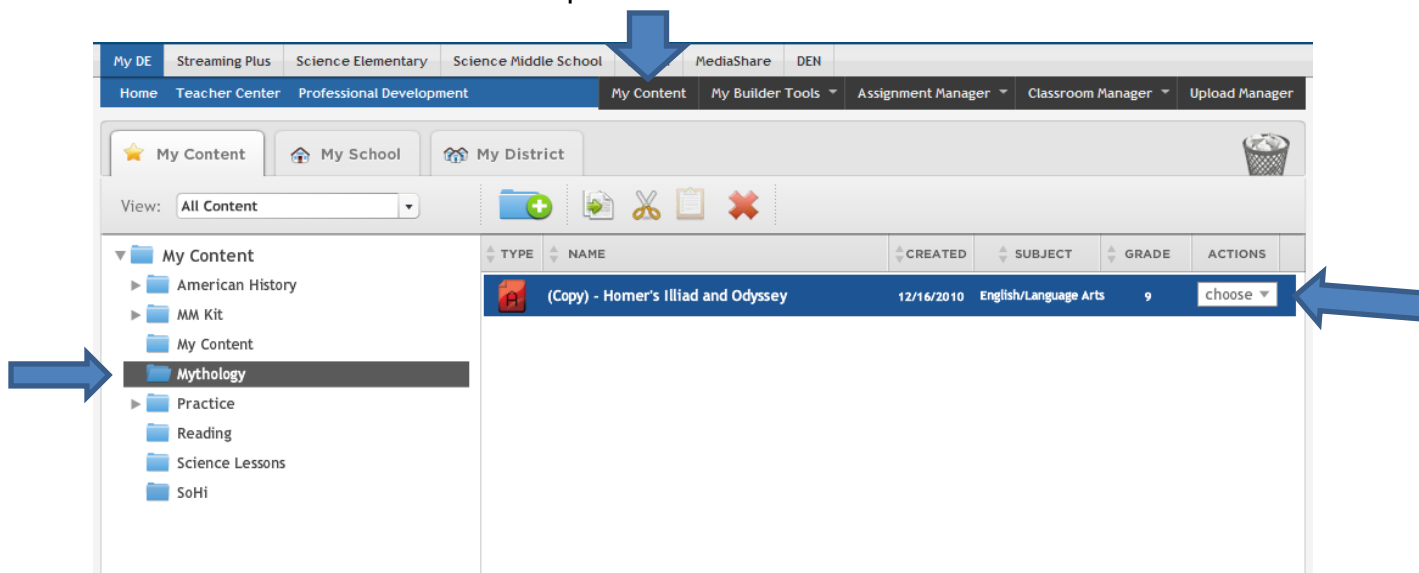 My DE Streaming Plus Science Elementary Science Middle School MediaShare DEN
Home Teacher Center Professional Development My Content My Builder Tools Assignment Manager Classroom Manager Upload Manager
My Content My School My District
View: All Content
TYPE NAME CREATED SUBJECT GRADE ACTIONS
My Content
American History
MM Kit
My Content
Mythology
Practice
Reading
Science Lessons
SoHi
(Copy) - Homer's Illiad and Odyssey 12/16/2010 English/Language Arts 9 choose